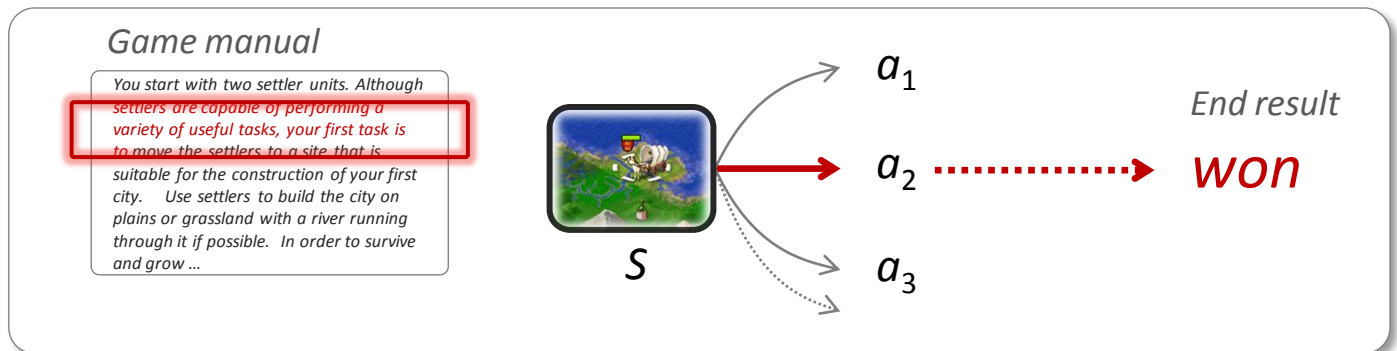 Game manual
You start with two settler units. Although
settlers are capable of performing a
variety of useful tasks, your first task is
to move the settlers to a site that is
suitable for the construction of your first
city. Use settlers to build the city on
plains or grassland with a river running
through it if possible. In order to survive
and grow ...
S
a1
a2
a3
End result
won